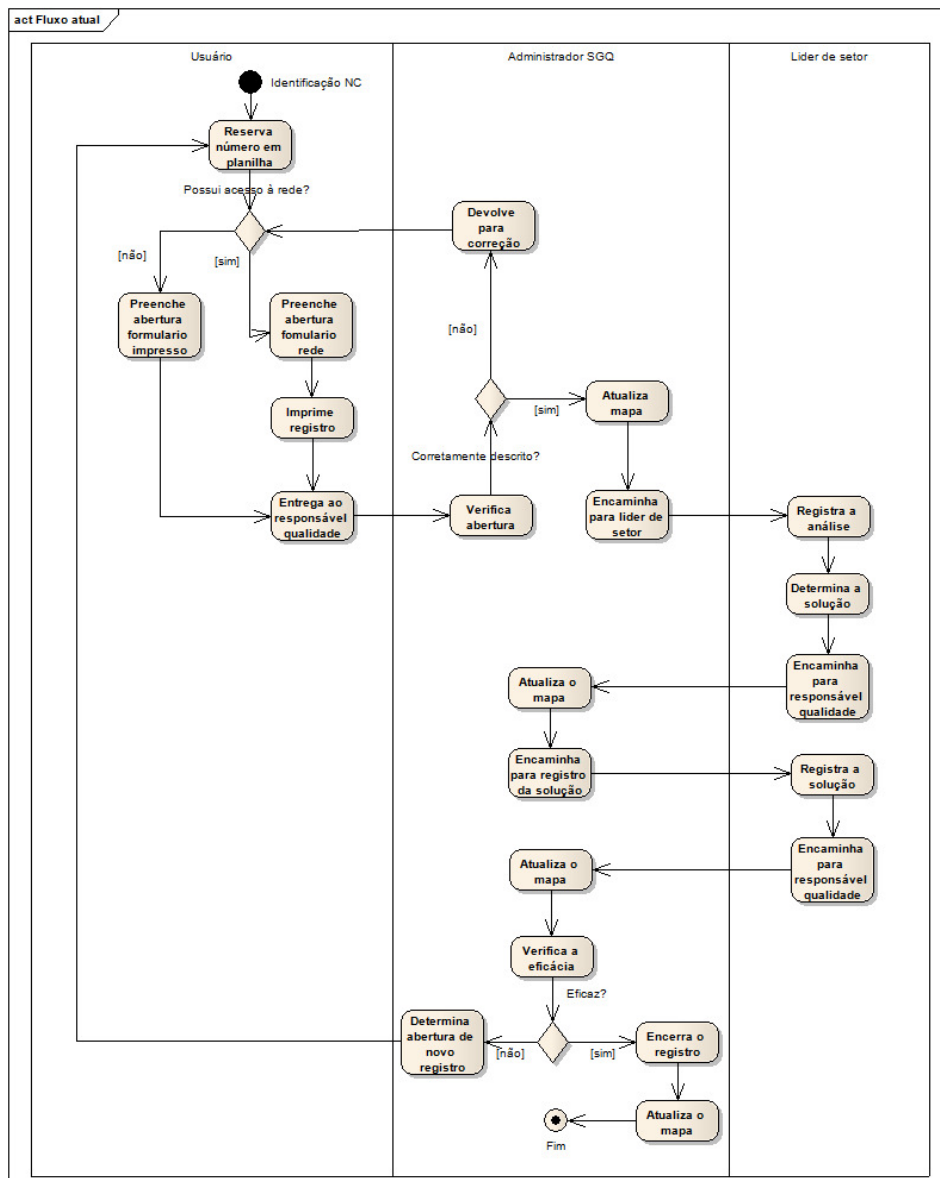 act Fluxo atual
Usuário
Administrador SGQ
Lider de setor
Identificação NC
Reserva
número em
planilha
Possui acesso à rede?
[não]
[sim]
Devolve
para
correção
Preenche
abertura
formulario
impresso
Preenche
abertura
fomulario
rede
[não]
Imprime
registro
[sim]
Atualiza
mapa
Corretamente descrito?
Entrega ao
responsável
qualidade
Verifica
abertura
Encaminha
para lider de
setor
Registra a
análise
Determina a
solução
Encaminha
para
responsável
qualidade
Atualiza o
mapa
Encaminha
para registro
da solução
Registra a
solução
Encaminha
para
responsável
qualidade
Atualiza o
mapa
Verifica a
eficácia
Eficaz?
Determina
abertura de
novo
registro
[não]
[sim]
Encerra o
registro
Atualiza o
mapa
Fim